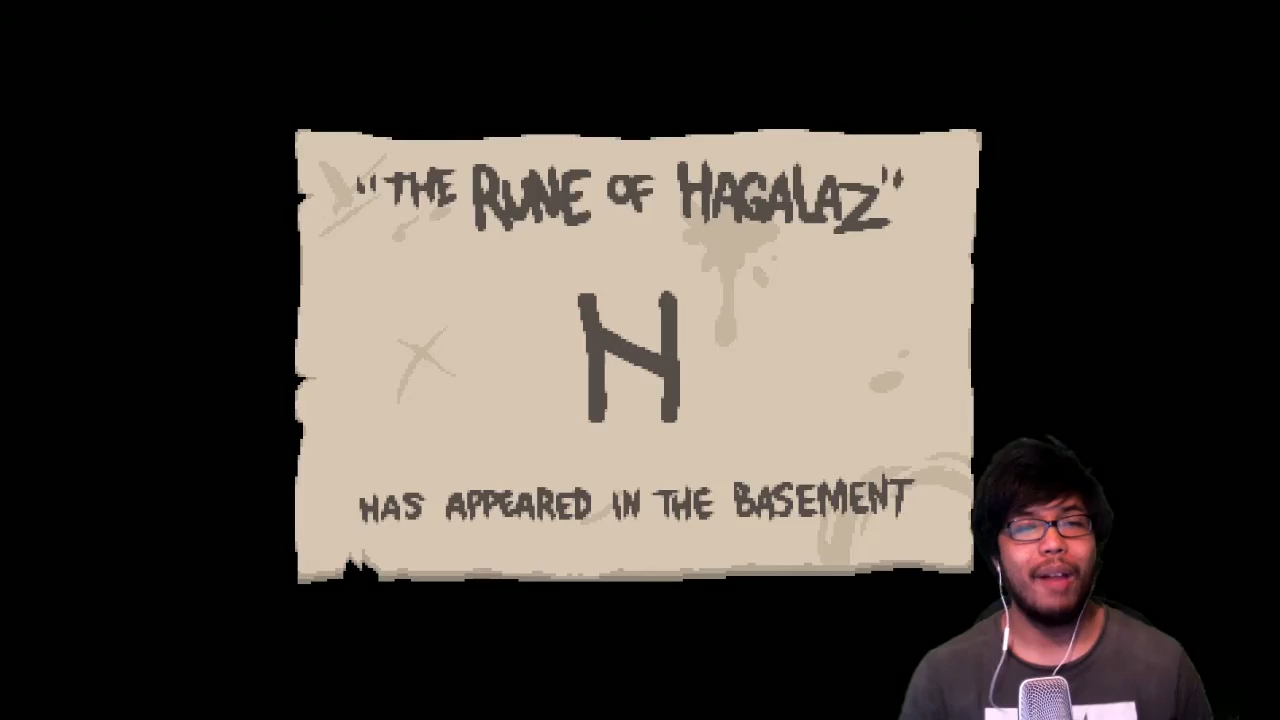 "THE RUNE OF HAGALAZ"
HAS APPEARED IN THE BASEMENT